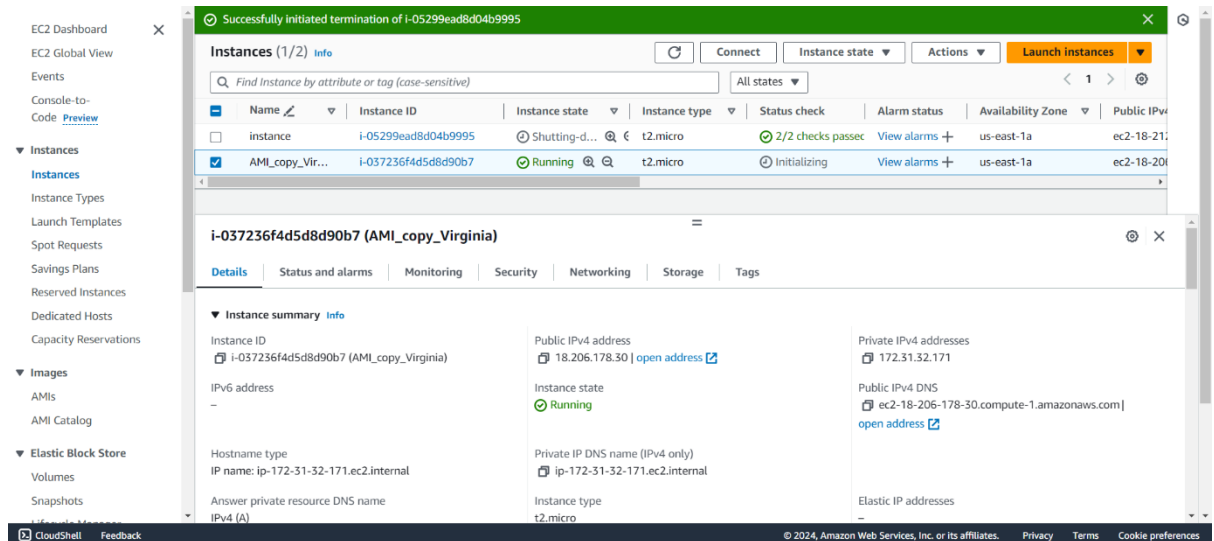 EC2 Dashboard
EC2 Global View
Events
Console-to-
Code Preview
Instances
Instances
Instance Types
Launch Templates
Spot Requests
Savings Plans
Reserved Instances
Dedicated Hosts
Capacity Reservations
Images
AMIs
AMI Catalog
Elastic Block Store
Volumes
Snapshots
Successfully initiated termination of i-05299ead8d04b9995
Instances (1/2) Info Connect Instance state Actions Launch instances
Find Instance by attribute or tag (case-sensitive) All states 1
Name Instance ID Instance state Instance type Status check Alarm status Availability Zone Public IPv4
instance i-05299ead8d04b9995 Shutting-d... t2.micro 2/2 checks passec View alarms + us-east-1a ec2-18-212
AMI_copy_Vir... i-037236f4d5d8d90b7 Running t2.micro Initializing View alarms + us-east-1a ec2-18-206
i-037236f4d5d8d90b7 (AMI_copy_Virginia)
Details Status and alarms Monitoring Security Networking Storage Tags
Instance summary Info
Instance ID Public IPv4 address Private IPv4 addresses
i-037236f4d5d8d90b7 (AMI_copy_Virginia) 18.206.178.30 | open address 172.31.32.171
IPv6 address Instance state Public IPv4 DNS
– Running ec2-18-206-178-30.compute-1.amazonaws.com |
open address
Hostname type Private IP DNS name (IPv4 only)
IP name: ip-172-31-32-171.ec2.internal ip-172-31-32-171.ec2.internal
Answer private resource DNS name Instance type Elastic IP addresses
IPv4 (A) t2.micro –
CloudShell Feedback © 2024, Amazon Web Services, Inc. or its affiliates. Privacy Terms Cookie preferences